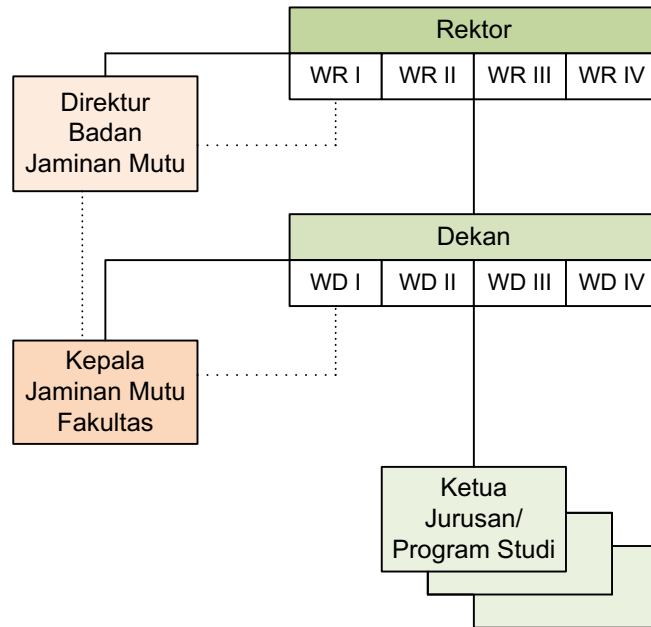 Rektor
WR I WR II WR III WR IV
Direktur
Badan
Jaminan Mutu
Dekan
WD I WD II WD III WD IV
Kepala
Jaminan Mutu
Fakultas
Ketua
Jurusan/
Program Studi